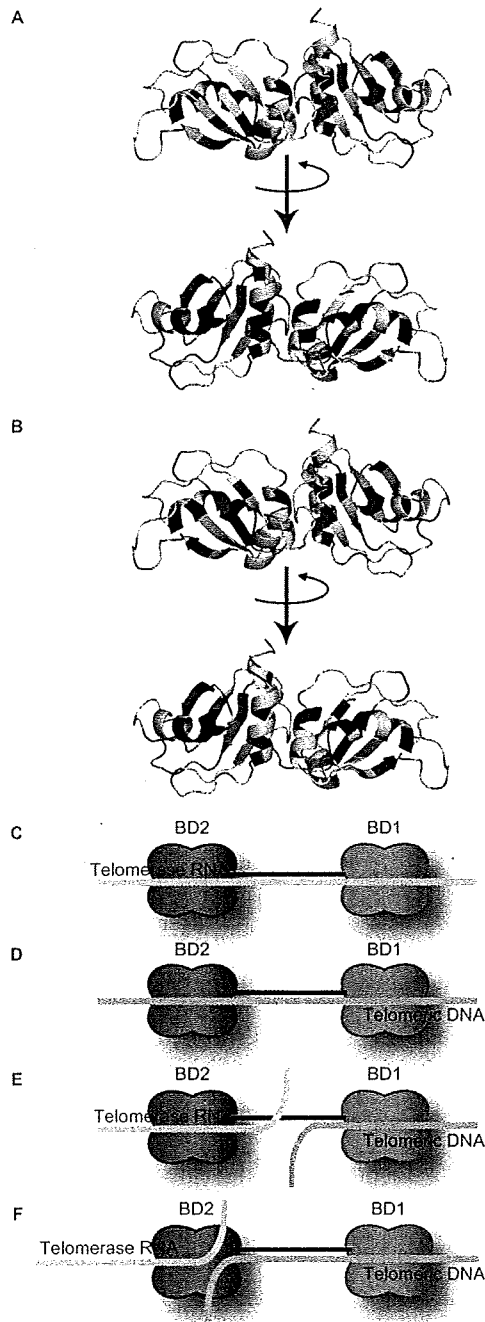 A
B
C
BD2 BD1
Telomerase RNA
D
BD2 BD1
Telomeric DNA
E
BD2 BD1
Telomerase RNA
Telomeric DNA
F
BD2 BD1
Telomerase RNA
Telomeric DNA